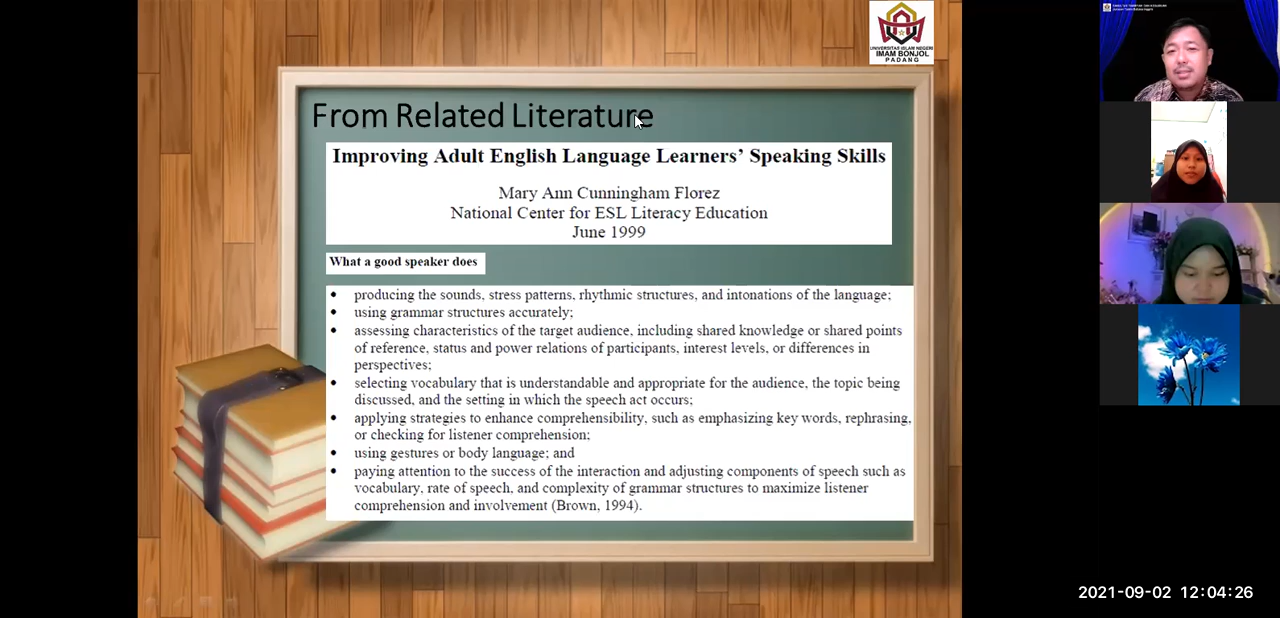 UNIVERSITAS ISLAM NEGERI
IMAM BONJOL
PADANG
From Related Literature
Improving Adult English Language Learners' Speaking Skills
Mary Ann Cunningham Florez
National Center for ESL Literacy Education
June 1999
What a good speaker does
• producing the sounds, stress patterns, rhythmic structures, and intonations of the language;
• using grammar structures accurately;
• assessing characteristics of the target audience, including shared knowledge or shared points
of reference, status and power relations of participants, interest levels, or differences in
perspectives;
• selecting vocabulary that is understandable and appropriate for the audience, the topic being
discussed, and the setting in which the speech act occurs;
• applying strategies to enhance comprehensibility, such as emphasizing key words, rephrasing,
or checking for listener comprehension;
• using gestures or body language; and
• paying attention to the success of the interaction and adjusting components of speech such as
vocabulary, rate of speech, and complexity of grammar structures to maximize listener
comprehension and involvement (Brown, 1994).
2021-09-02 12:04:26